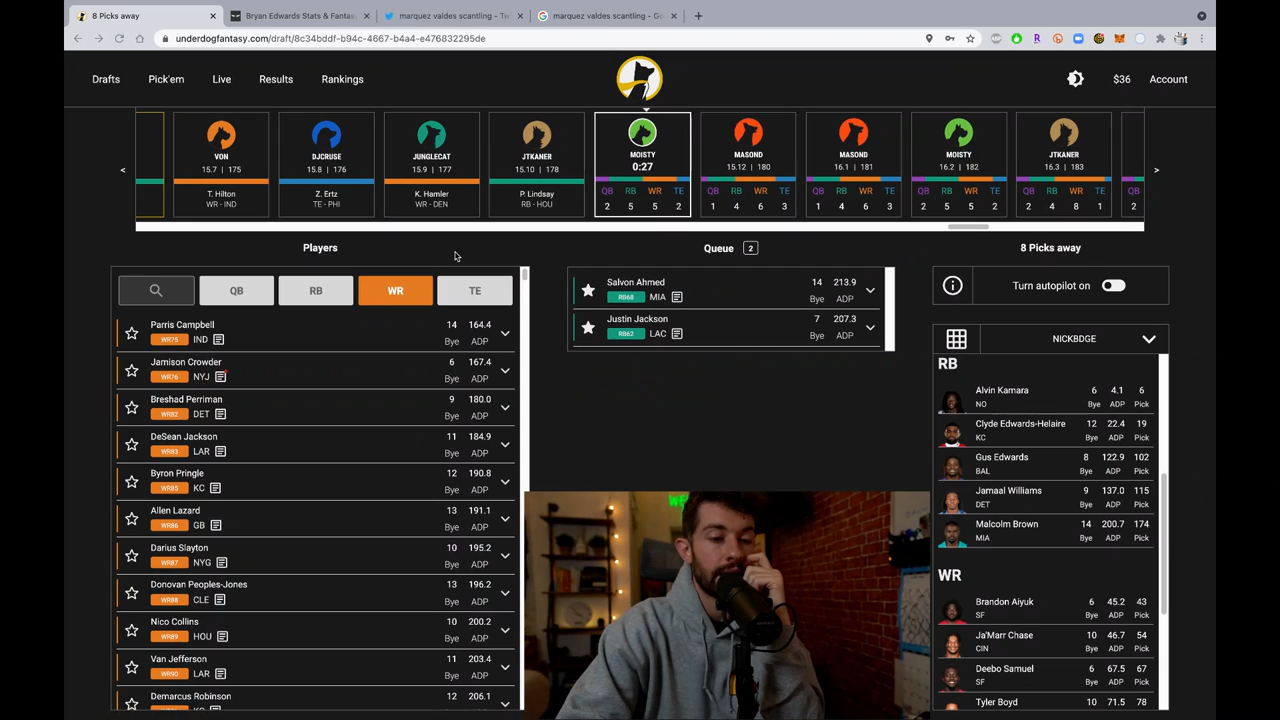 8 Picks away
Bryan Edwards Stats & Fantasy
marquez valdes scantling - Tw
marquez valdes scantling - Go
underdogfantasy.com/draft/8c34bddf-b94c-4667-b4a4-e476832295de
Drafts Pick'em Live Results Rankings
$36 Account
VON
15.7 | 175
T. Hilton
WR - IND
DJCRUSE
15.8 | 176
Z. Ertz
TE - PHI
JUNGLECAT
15.9 | 177
K. Hamler
WR - DEN
JTKANER
15.10 | 178
P. Lindsay
RB - HOU
MOISTY
0:27
QB RB WR TE
2 5 5 2
MASOND
15.12 | 180
QB RB WR TE
1 4 6 3
MASOND
16.1 | 181
QB RB WR TE
1 4 6 3
MOISTY
16.2 | 182
QB RB WR TE
2 5 5 2
JTKANER
16.3 | 183
QB RB WR TE
2 4 8 1
QB
2
< >
Players
QB RB WR TE
Parris Campbell 14 164.4
WR75 IND Bye ADP
Jamison Crowder 6 167.4
WR76 NYJ Bye ADP
Breshad Perriman 9 180.0
WR82 DET Bye ADP
DeSean Jackson 11 184.9
WR83 LAR Bye ADP
Byron Pringle 12 190.8
WR85 KC Bye ADP
Allen Lazard 13 191.1
WR86 GB Bye ADP
Darius Slayton 10 195.2
WR87 NYG Bye ADP
Donovan Peoples-Jones 13 196.2
WR88 CLE Bye ADP
Nico Collins 10 200.2
WR89 HOU Bye ADP
Van Jefferson 11 203.4
WR90 LAR Bye ADP
Demarcus Robinson 12 206.1
Queue 2
Salvon Ahmed 14 213.9
RB68 MIA Bye ADP
Justin Jackson 7 207.3
RB62 LAC Bye ADP
8 Picks away
Turn autopilot on
NICKBDGE
RB
Alvin Kamara 6 4.1 6
NO Bye ADP Pick
Clyde Edwards-Helaire 12 22.4 19
KC Bye ADP Pick
Gus Edwards 8 122.9 102
BAL Bye ADP Pick
Jamaal Williams 9 137.0 115
DET Bye ADP Pick
Malcolm Brown 14 200.7 174
MIA Bye ADP Pick
WR
Brandon Aiyuk 6 45.2 43
SF Bye ADP Pick
Ja'Marr Chase 10 46.7 54
CIN Bye ADP Pick
Deebo Samuel 6 67.5 67
SF Bye ADP Pick
Tyler Boyd 10 71.5 78